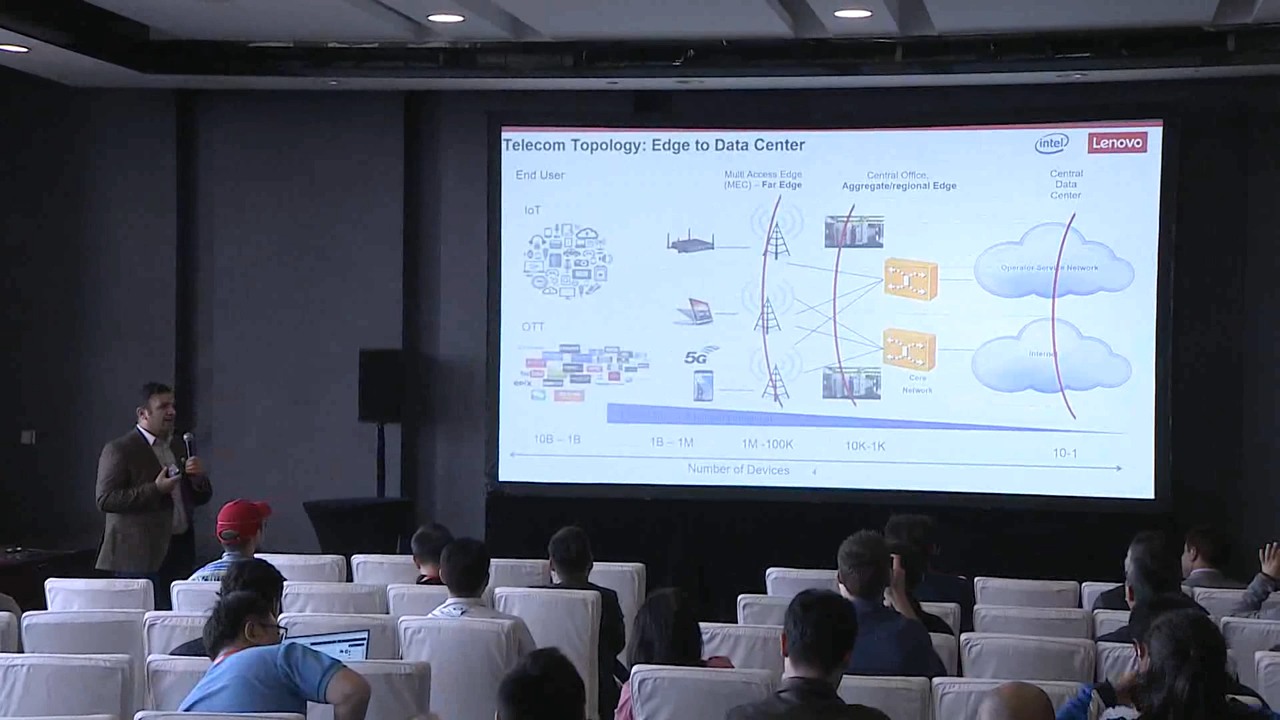 Telecom Topology: Edge to Data Center
intel
Lenovo
End User
Multi Access Edge
(MEC) – Far Edge
Central Office,
Aggregate/regional Edge
Central
Data
Center
IoT
Operator Service Network
OTT
5G
Internet
Core
Network
10B – 1B
1B – 1M
1M -100K
10K-1K
10-1
Number of Devices
4